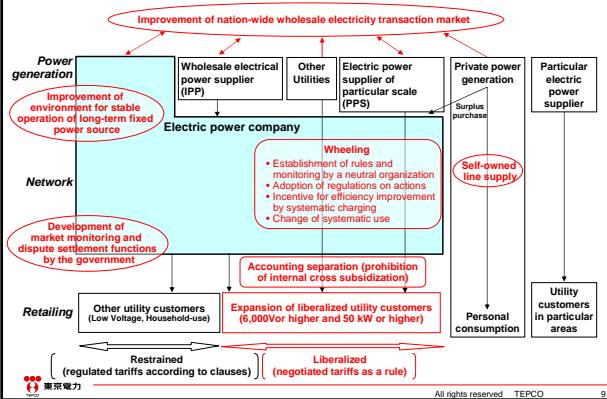 Improvement of nation-wide wholesale electricity transaction market
Power
generation
Wholesale electrical
power supplier
(IPP)
Other
Utilities
Electric power
supplier
of particular scale
(PPS)
Private power
generation
Particular
electric
power
supplier
Improvement of
environment for stable
operation of long-term fixed
power source
Surplus
purchase
Electric power company
Wheeling
• Establishment of rules and
monitoring by a neutral organization
• Adoption of regulations on actions
• Incentive for efficiency improvement
by systematic charging
• Change of systematic use
Self-owned
line supply
Network
Development of
market monitoring and
dispute settlement functions
by the government
Accounting separation (prohibition
of internal cross subsidization)
Retailing
Other utility customers
(Low Voltage, Household-use)
Expansion of liberalized utility customers
(6,000Vor higher and 50 kW or higher)
Personal
consumption
Utility
customers
in particular
areas
Restrained
(regulated tariffs according to clauses)
Liberalized
(negotiated tariffs as a rule)
東京電力
TEPCO
All rights reserved TEPCO 9